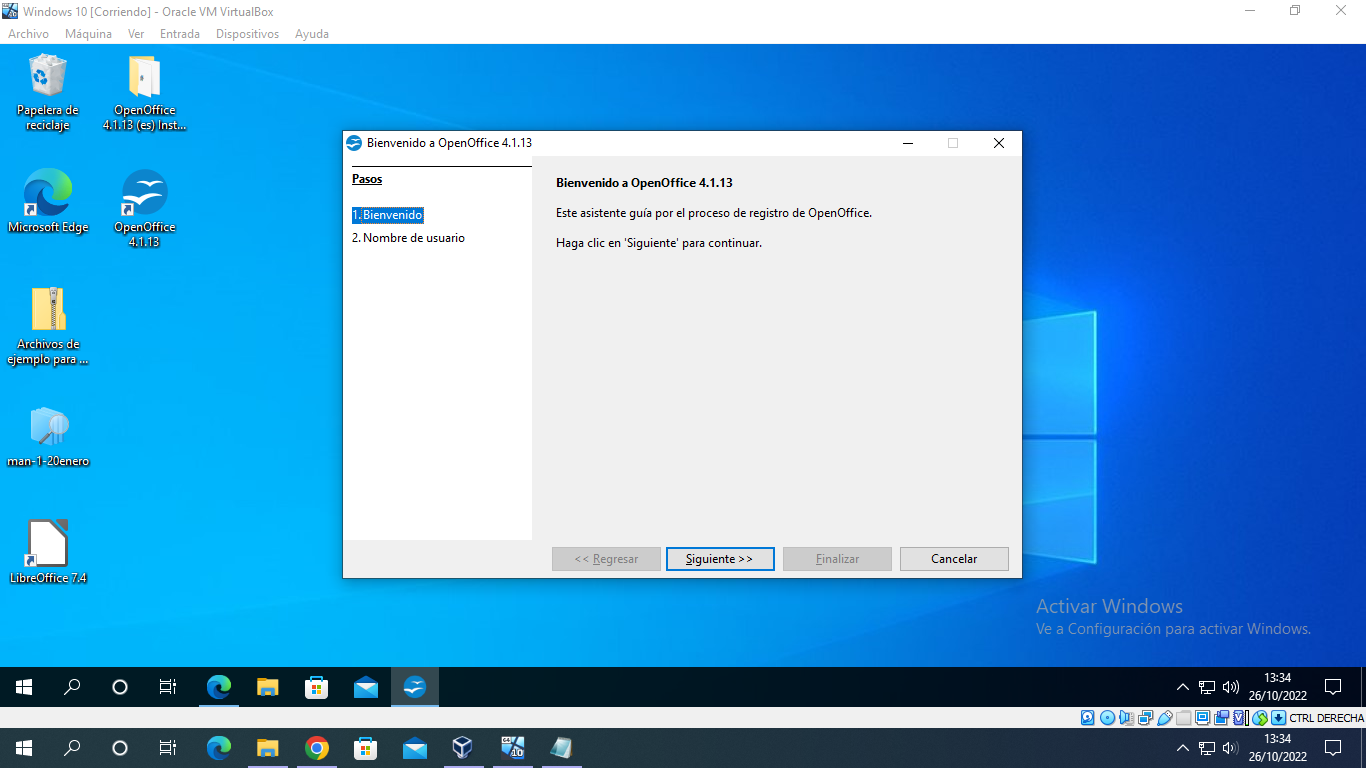 Windows 10 [Corriendo] - Oracle VM VirtualBox
Archivo Máquina Ver Entrada Dispositivos Ayuda
Papelera de
reciclaje
OpenOffice
4.1.13 (es) Inst...
Microsoft Edge
OpenOffice
4.1.13
Archivos de
ejemplo para ...
man-1-20enero
LibreOffice 7.4
Bienvenido a OpenOffice 4.1.13
Pasos
1. Bienvenido
2. Nombre de usuario
Bienvenido a OpenOffice 4.1.13
Este asistente guía por el proceso de registro de OpenOffice.
Haga clic en 'Siguiente' para continuar.
<< Regresar Siguiente >> Finalizar Cancelar
Activar Windows
Ve a Configuración para activar Windows.
13:34
26/10/2022
CTRL DERECHA
10
13:34
26/10/2022